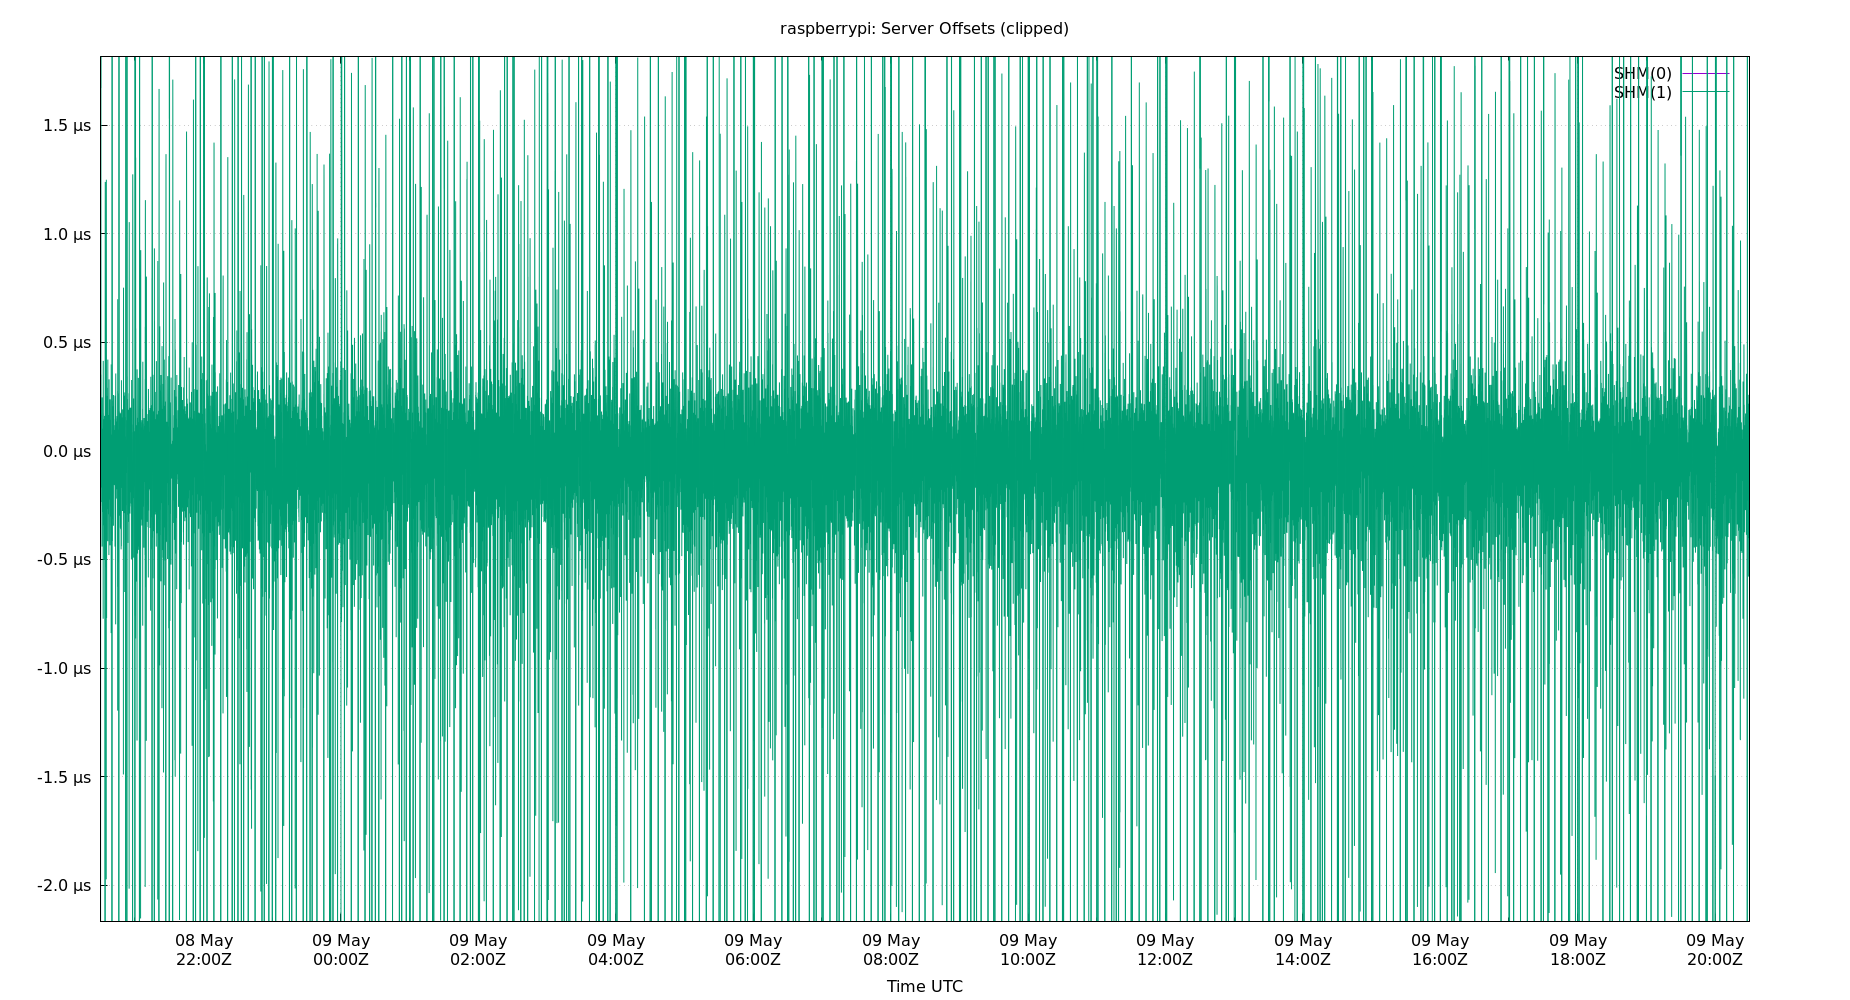 raspberrypi: Server Offsets (clipped)
SHM(0)
SHM(1)
1.5 µs
1.0 µs
0.5 µs
0.0 µs
-0.5 µs
-1.0 µs
-1.5 µs
-2.0 µs
08 May 09 May 09 May 09 May 09 May 09 May 09 May 09 May 09 May 09 May 09 May 09 May
22:00Z 00:00Z 02:00Z 04:00Z 06:00Z 08:00Z 10:00Z 12:00Z 14:00Z 16:00Z 18:00Z 20:00Z
Time UTC